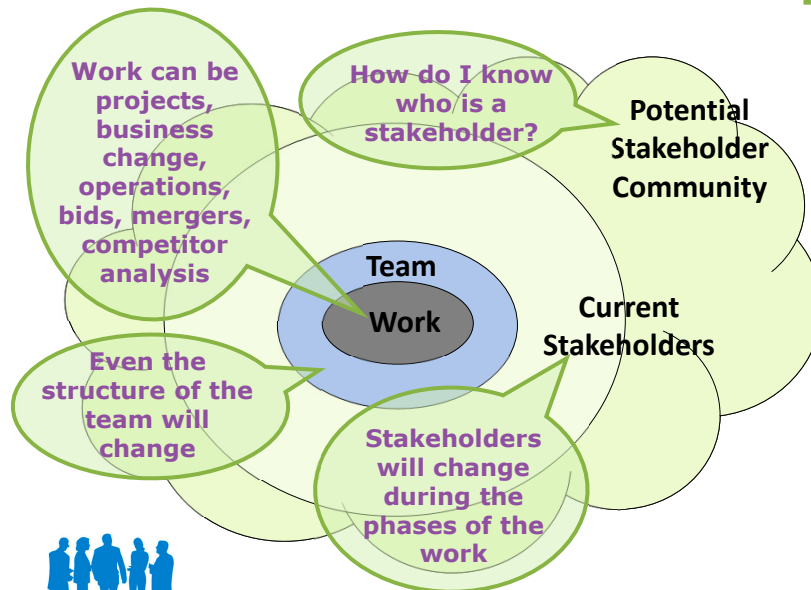 Work can be
projects,
business
change,
operations,
bids, mergers,
competitor
analysis
How do I know
who is a
stakeholder?
Potential
Stakeholder
Community
Team
Work
Current
Stakeholders
Even the
structure of the
team will
change
Stakeholders
will change
during the
phases of the
work